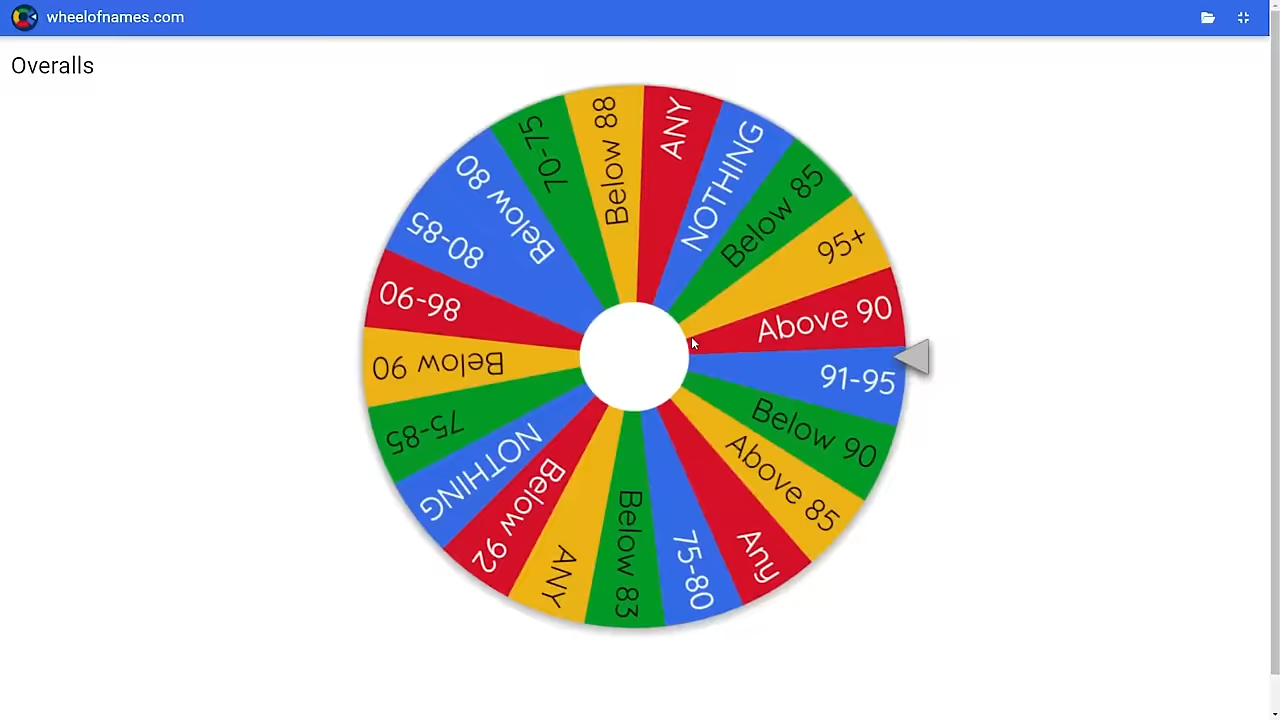 wheelofnames.com
Overalls
ANY
NOTHING
Below 85
95+
Above 90
91-95
Below 90
Above 85
Any
75-80
Below 83
ANY
Below 92
NOTHING
75-85
Below 90
86-90
80-85
Below 80
70-75
Below 88